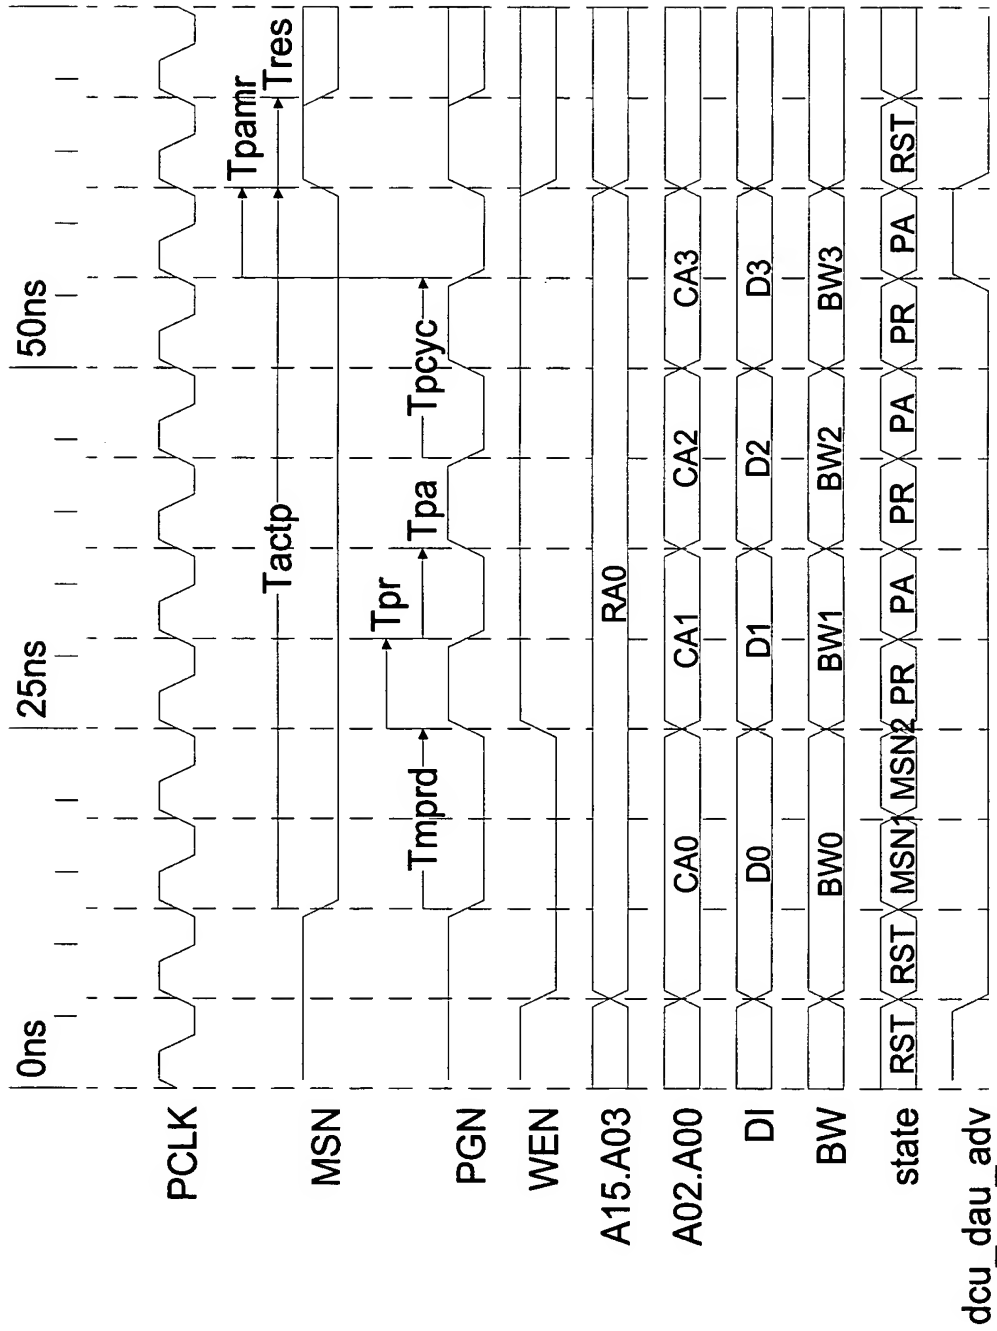 0ns 25ns 50ns
PCLK
Tpamr
Tactp Tres
MSN
Tpr
Tmprd Tpa Tpcyc
PGN
WEN
A15.A03 RA0
A02.A00 CA0 CA1 CA2 CA3
DI D0 D1 D2 D3
BW BW0 BW1 BW2 BW3
state RST RST MSN1 MSN2 PR PA PR PA PR PA RST
dcu_dau_adv